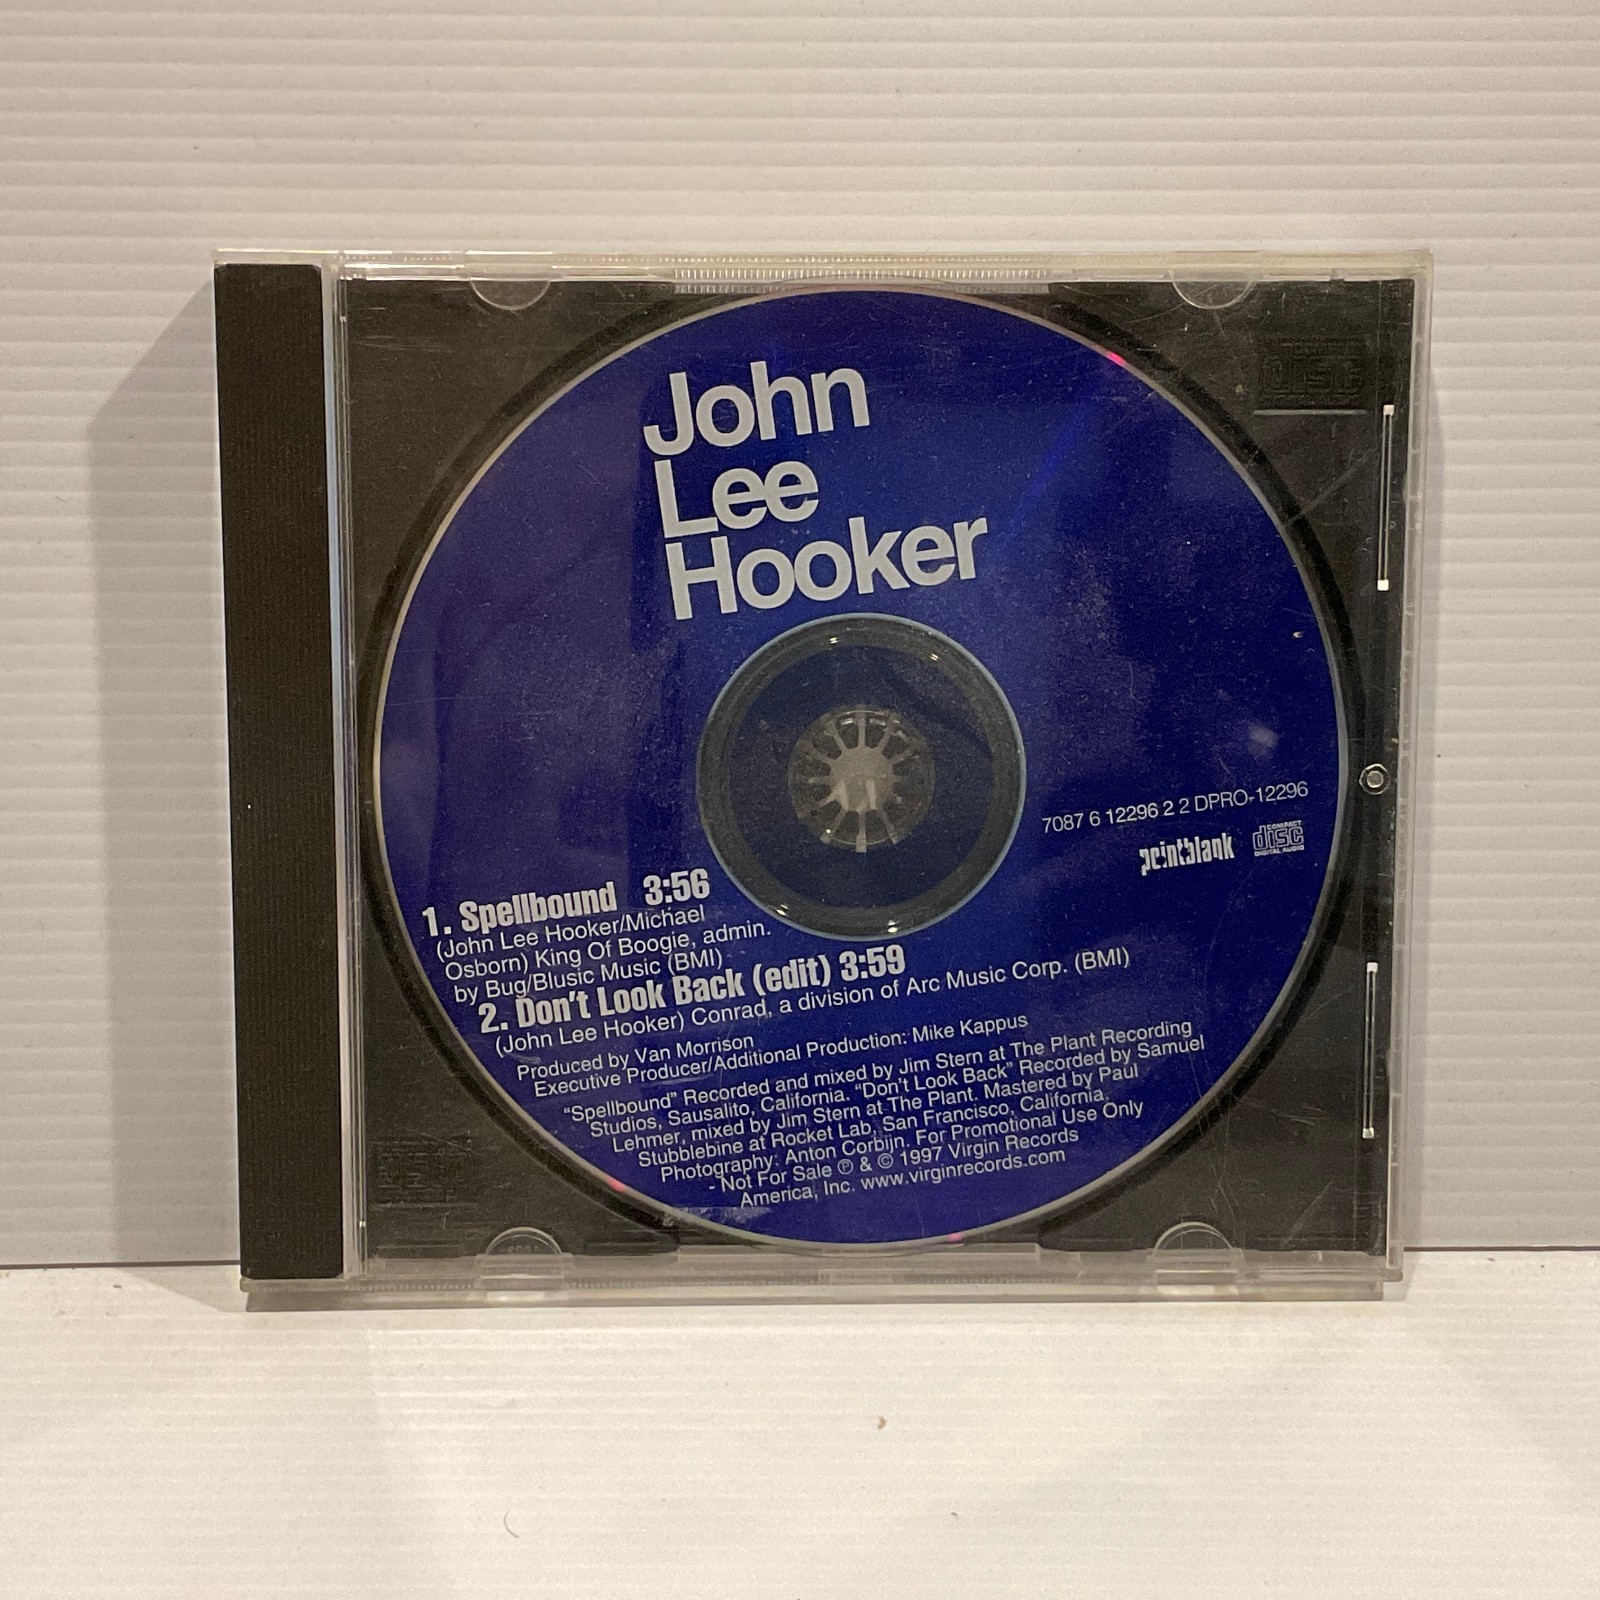 John
Lee
Hooker
7087 6 12296 2 2 DPRO-12296
pointblank
COMPACT
disc
DIGITAL AUDIO
1. Spellbound 3:56
(John Lee Hooker/Michael
Osborn) King Of Boogie, admin.
by Bug/Blusic Music (BMI)
2. Don't Look Back (edit) 3:59
(John Lee Hooker) Conrad, a division of Arc Music Corp. (BMI)
Produced by Van Morrison
Executive Producer/Additional Production: Mike Kappus
"Spellbound" Recorded and mixed by Jim Stern at The Plant Recording
Studios, Sausalito, California. "Don't Look Back" Recorded by Samuel
Lehmer, mixed by Jim Stern at The Plant. Mastered by Paul
Stubblebine at Rocket Lab, San Francisco, California.
Photography: Anton Corbijn. For Promotional Use Only
- Not For Sale ℗ & © 1997 Virgin Records
America, Inc. www.virginrecords.com
disc